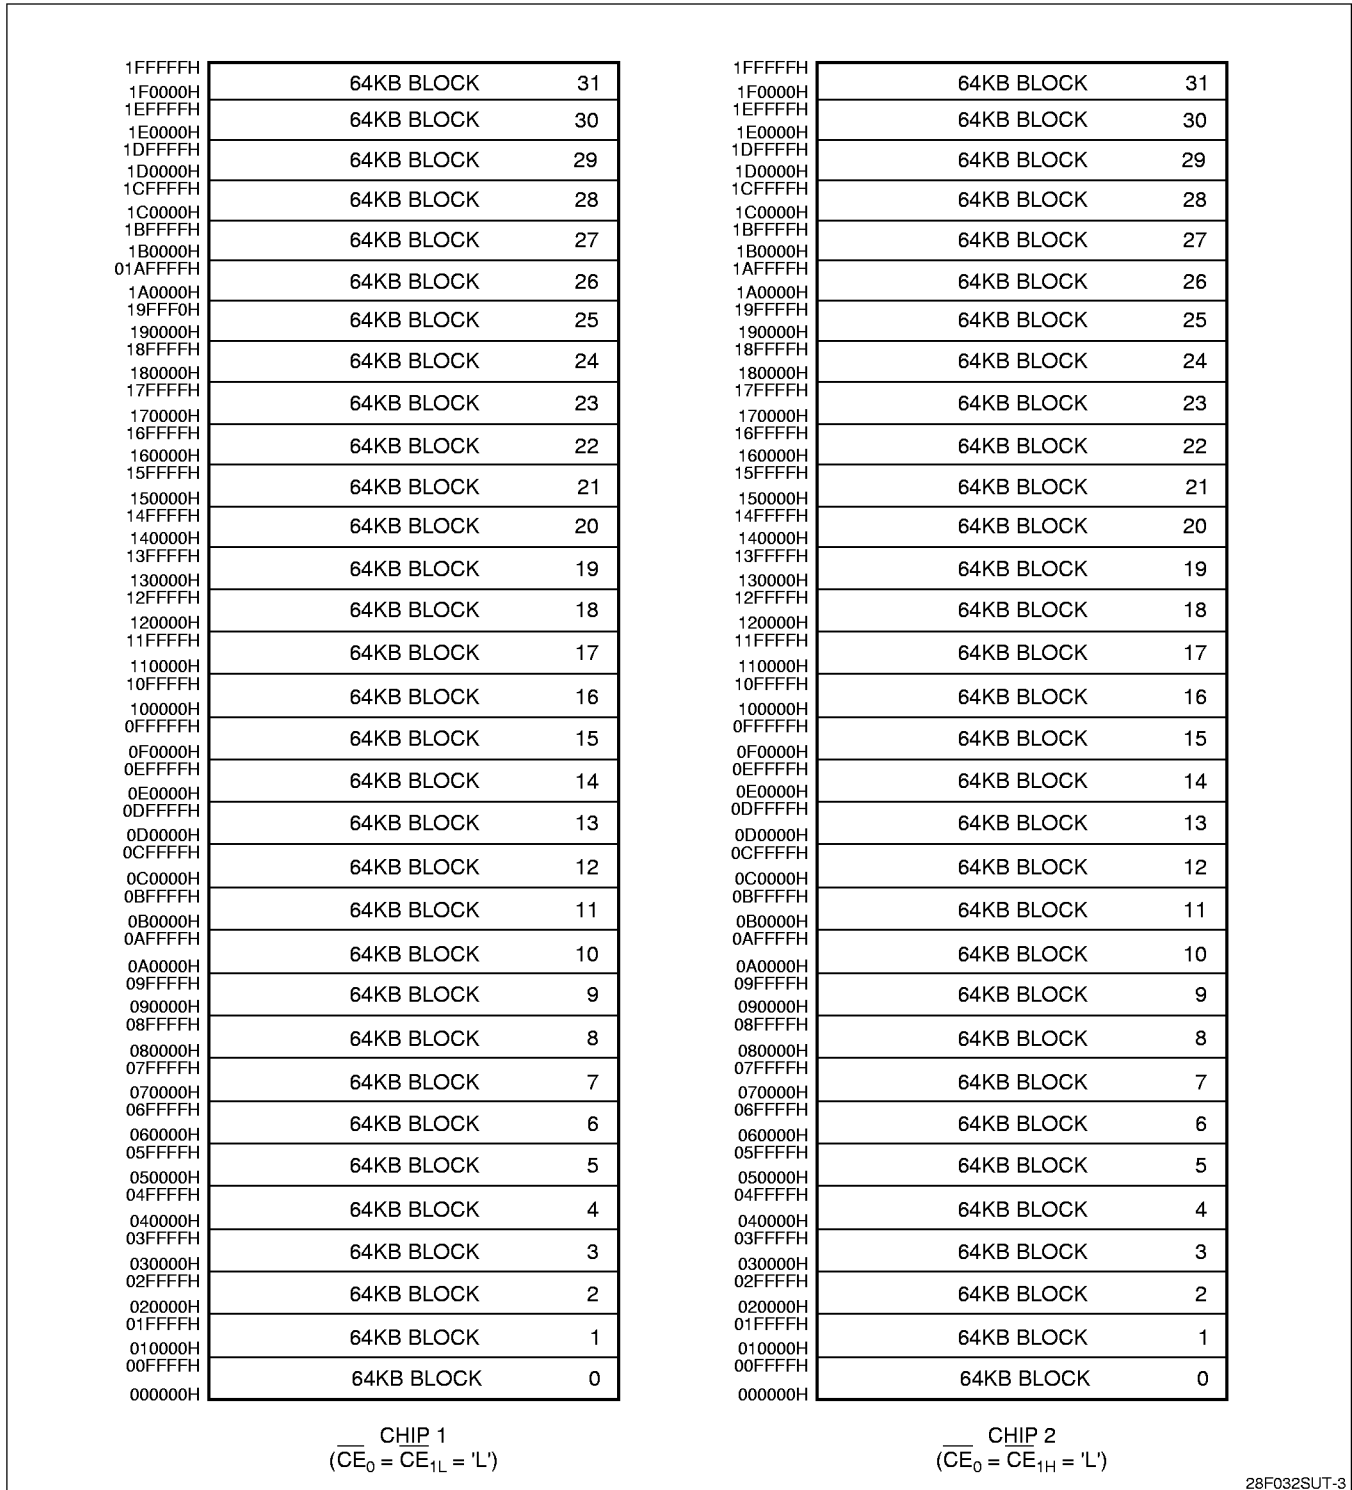 1FFFFFH
64KB BLOCK 31
1F0000H
1EFFFFH
64KB BLOCK 30
1E0000H
1DFFFFH
64KB BLOCK 29
1D0000H
1CFFFFH
64KB BLOCK 28
1C0000H
1BFFFFH
64KB BLOCK 27
1B0000H
01AFFFFH
64KB BLOCK 26
1A0000H
19FFF0H
64KB BLOCK 25
190000H
18FFFFH
64KB BLOCK 24
180000H
17FFFFH
64KB BLOCK 23
170000H
16FFFFH
64KB BLOCK 22
160000H
15FFFFH
64KB BLOCK 21
150000H
14FFFFH
64KB BLOCK 20
140000H
13FFFFH
64KB BLOCK 19
130000H
12FFFFH
64KB BLOCK 18
120000H
11FFFFH
64KB BLOCK 17
110000H
10FFFFH
64KB BLOCK 16
100000H
0FFFFFH
64KB BLOCK 15
0F0000H
0EFFFFH
64KB BLOCK 14
0E0000H
0DFFFFH
64KB BLOCK 13
0D0000H
0CFFFFH
64KB BLOCK 12
0C0000H
0BFFFFH
64KB BLOCK 11
0B0000H
0AFFFFH
64KB BLOCK 10
0A0000H
09FFFFH
64KB BLOCK 9
090000H
08FFFFH
64KB BLOCK 8
080000H
07FFFFH
64KB BLOCK 7
070000H
06FFFFH
64KB BLOCK 6
060000H
05FFFFH
64KB BLOCK 5
050000H
04FFFFH
64KB BLOCK 4
040000H
03FFFFH
64KB BLOCK 3
030000H
02FFFFH
64KB BLOCK 2
020000H
01FFFFH
64KB BLOCK 1
010000H
00FFFFH
64KB BLOCK 0
000000H
CHIP 1
(C̅E̅₀ = C̅E̅₁L = 'L')
1FFFFFH
64KB BLOCK 31
1F0000H
1EFFFFH
64KB BLOCK 30
1E0000H
1DFFFFH
64KB BLOCK 29
1D0000H
1CFFFFH
64KB BLOCK 28
1C0000H
1BFFFFH
64KB BLOCK 27
1B0000H
1AFFFFH
64KB BLOCK 26
1A0000H
19FFFFH
64KB BLOCK 25
190000H
18FFFFH
64KB BLOCK 24
180000H
17FFFFH
64KB BLOCK 23
170000H
16FFFFH
64KB BLOCK 22
160000H
15FFFFH
64KB BLOCK 21
150000H
14FFFFH
64KB BLOCK 20
140000H
13FFFFH
64KB BLOCK 19
130000H
12FFFFH
64KB BLOCK 18
120000H
11FFFFH
64KB BLOCK 17
110000H
10FFFFH
64KB BLOCK 16
100000H
0FFFFFH
64KB BLOCK 15
0F0000H
0EFFFFH
64KB BLOCK 14
0E0000H
0DFFFFH
64KB BLOCK 13
0D0000H
0CFFFFH
64KB BLOCK 12
0C0000H
0BFFFFH
64KB BLOCK 11
0B0000H
0AFFFFH
64KB BLOCK 10
0A0000H
09FFFFH
64KB BLOCK 9
090000H
08FFFFH
64KB BLOCK 8
080000H
07FFFFH
64KB BLOCK 7
070000H
06FFFFH
64KB BLOCK 6
060000H
05FFFFH
64KB BLOCK 5
050000H
04FFFFH
64KB BLOCK 4
040000H
03FFFFH
64KB BLOCK 3
030000H
02FFFFH
64KB BLOCK 2
020000H
01FFFFH
64KB BLOCK 1
010000H
00FFFFH
64KB BLOCK 0
000000H
CHIP 2
(C̅E̅₀ = C̅E̅₁H = 'L')
28F032SUT-3